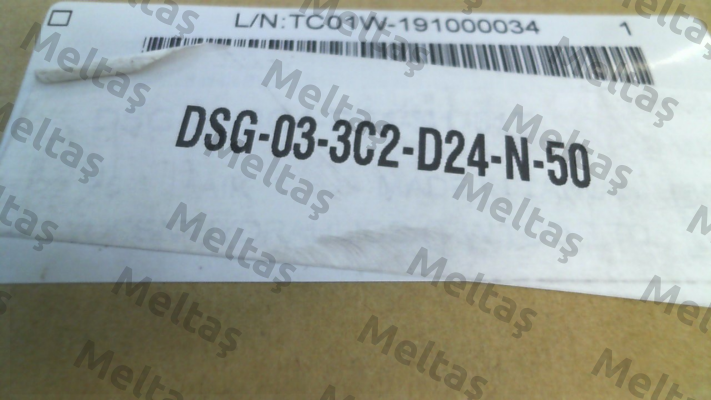 L/N:TC01W-191000034 1
DSG-03-3C2-D24-N-50
Meltaş